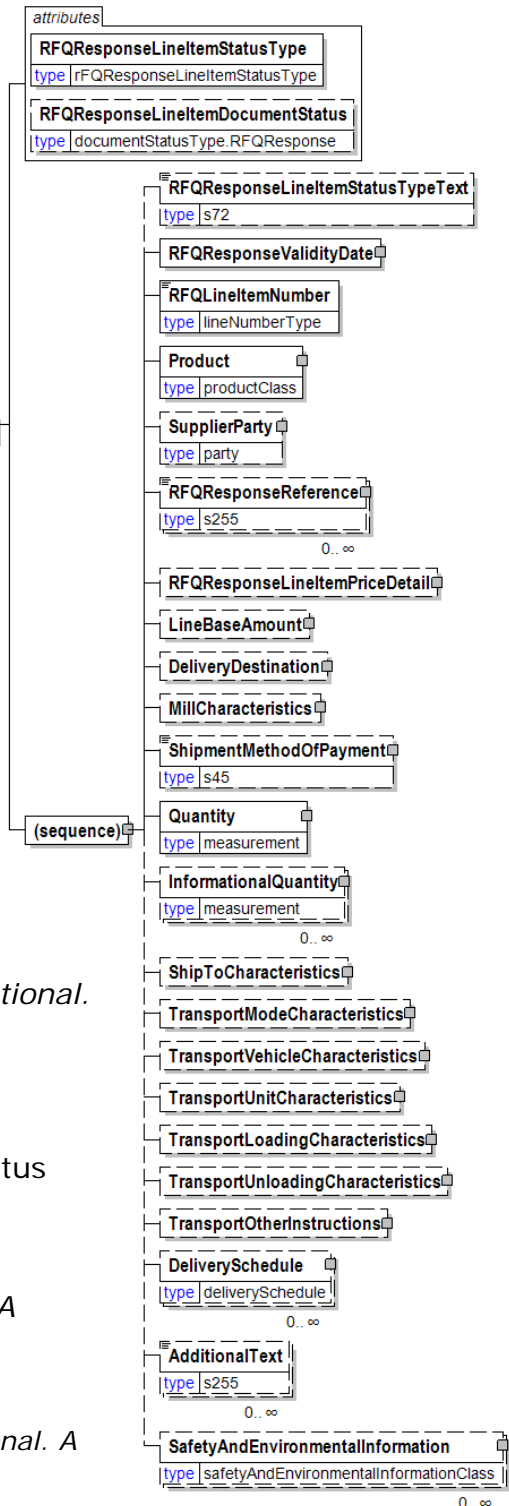 attributes
RFQResponseLineItemStatusType
type rFQResponseLineItemStatusType
RFQResponseLineItemDocumentStatus
type documentStatusType.RFQResponse
RFQResponseLineItemStatusTypeText
type s72
RFQResponseValidityDate
RFQLineItemNumber
type lineNumberType
Product
type productClass
SupplierParty
type party
RFQResponseReference
type s255
0.. ∞
RFQResponseLineItemPriceDetail
LineBaseAmount
DeliveryDestination
MillCharacteristics
ShipmentMethodOfPayment
type s45
(sequence)
Quantity
type measurement
InformationalQuantity
type measurement
0.. ∞
tional.
ShipToCharacteristics
TransportModeCharacteristics
TransportVehicleCharacteristics
TransportUnitCharacteristics
TransportLoadingCharacteristics
tus
TransportUnloadingCharacteristics
TransportOtherInstructions
DeliverySchedule
type deliverySchedule
A
0.. ∞
AdditionalText
type s255
0.. ∞
nal. A
SafetyAndEnvironmentalInformation
type safetyAndEnvironmentalInformationClass
0.. ∞